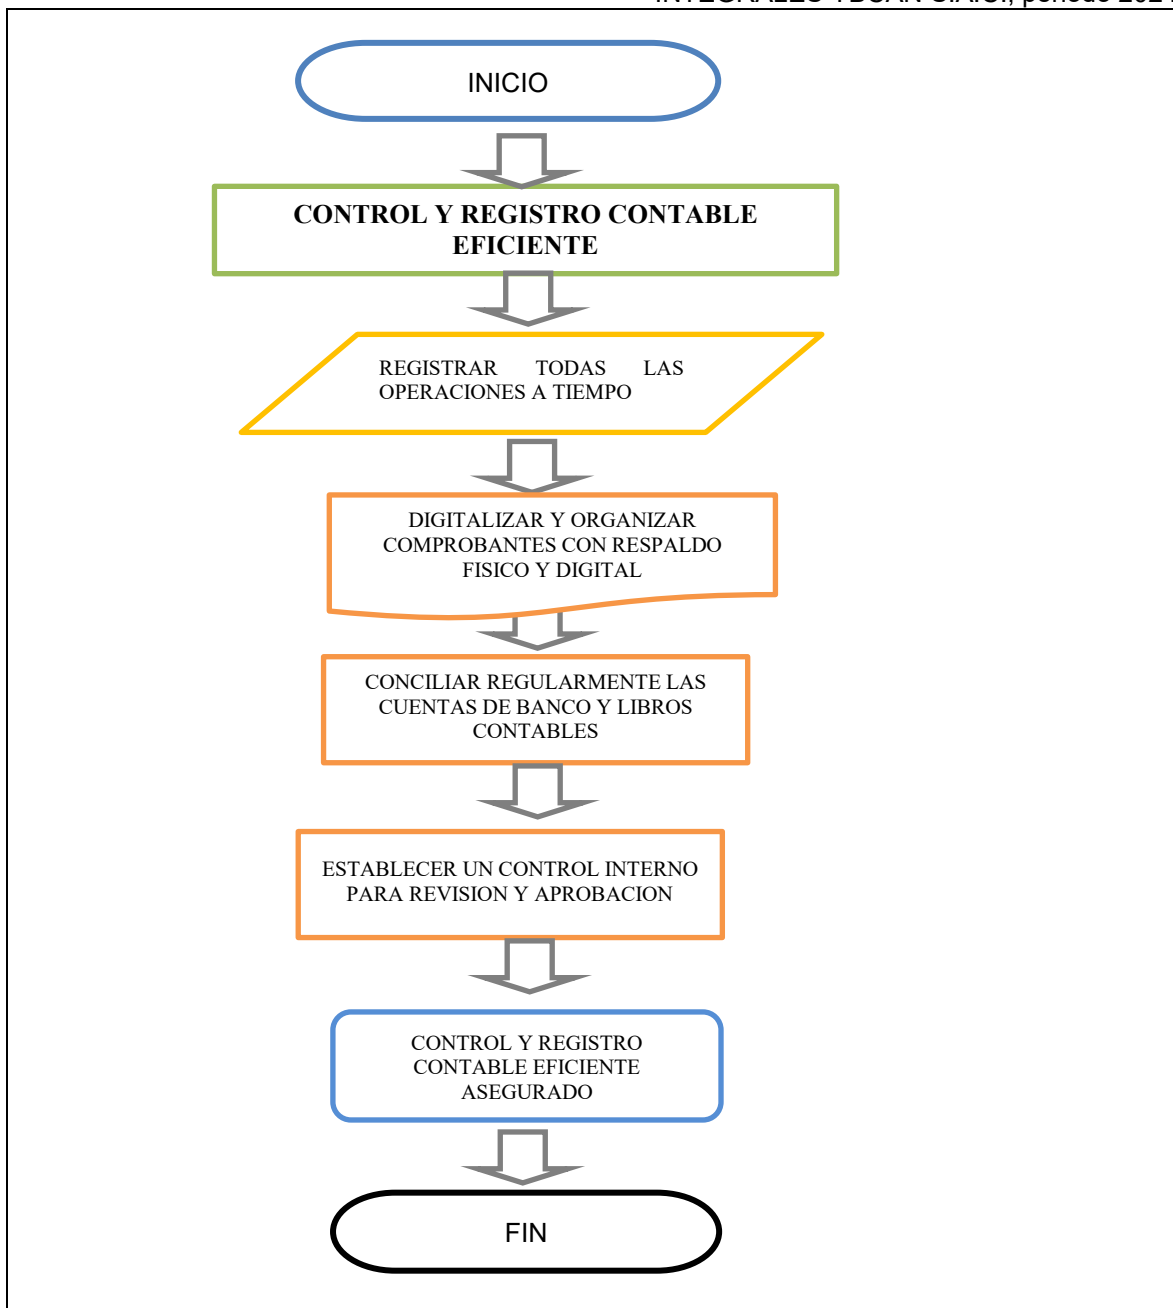 INICIO
CONTROL Y REGISTRO CONTABLE
EFICIENTE
REGISTRAR TODAS LAS
OPERACIONES A TIEMPO
DIGITALIZAR Y ORGANIZAR
COMPROBANTES CON RESPALDO
FISICO Y DIGITAL
CONCILIAR REGULARMENTE LAS
CUENTAS DE BANCO Y LIBROS
CONTABLES
ESTABLECER UN CONTROL INTERNO
PARA REVISION Y APROBACION
CONTROL Y REGISTRO
CONTABLE EFICIENTE
ASEGURADO
FIN